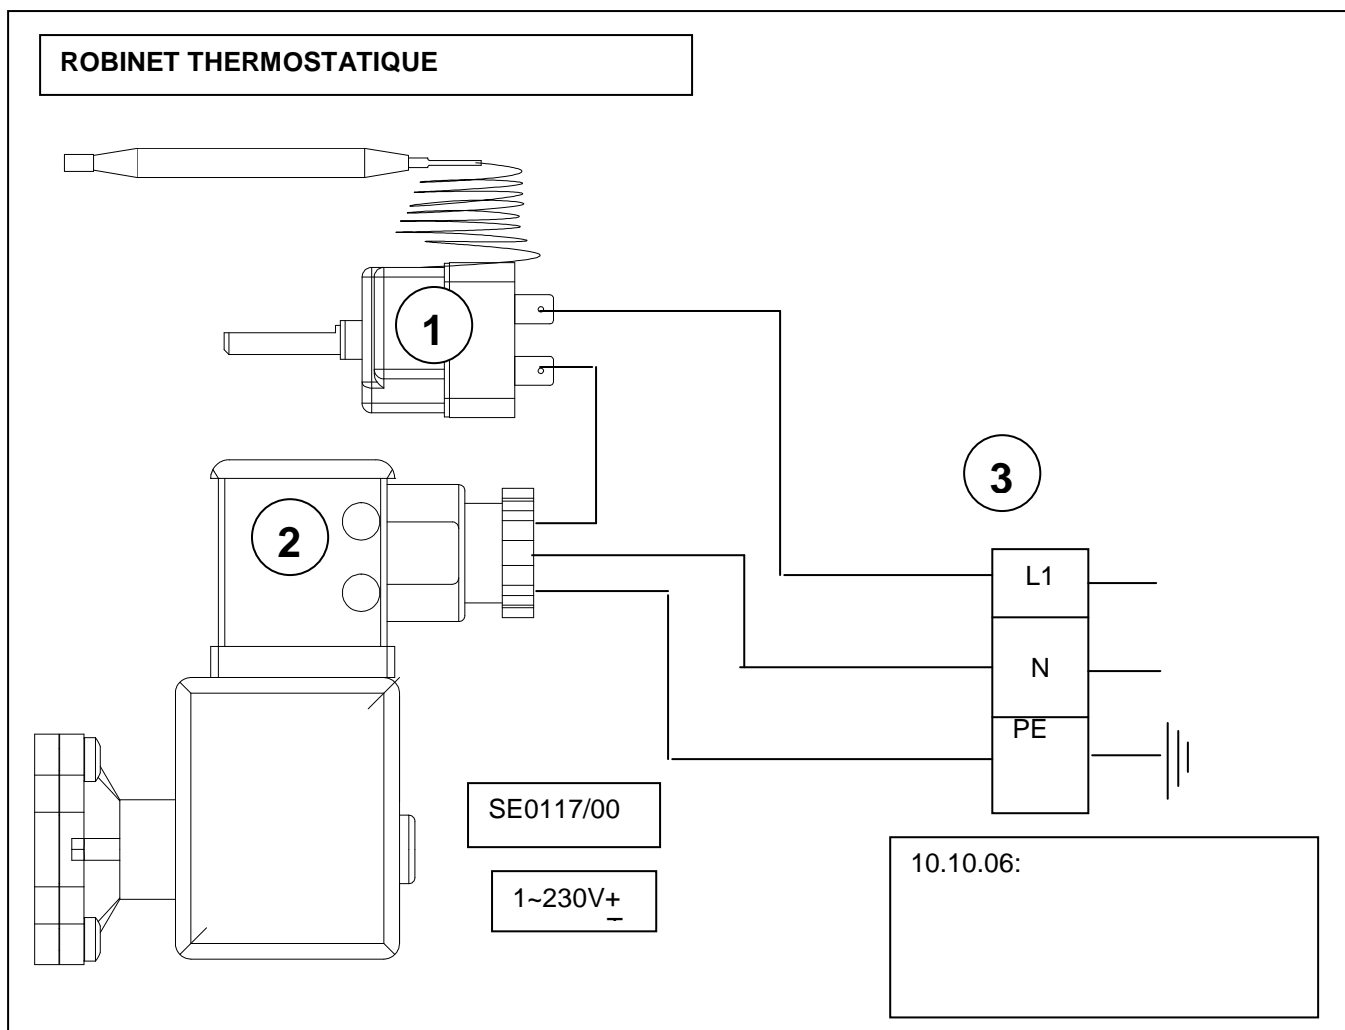 ROBINET THERMOSTATIQUE
1
2
3
L1
N
PE
SE0117/00
1~230V±
10.10.06: